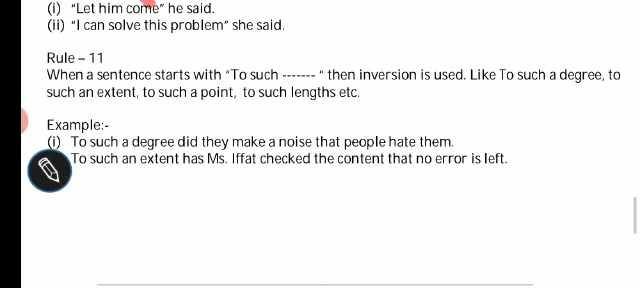 (i) "Let him come" he said.
(ii) "I can solve this problem" she said.
Rule – 11
When a sentence starts with "To such ------- " then inversion is used. Like To such a degree, to
such an extent, to such a point, to such lengths etc.
Example:-
(i) To such a degree did they make a noise that people hate them.
To such an extent has Ms. Iffat checked the content that no error is left.